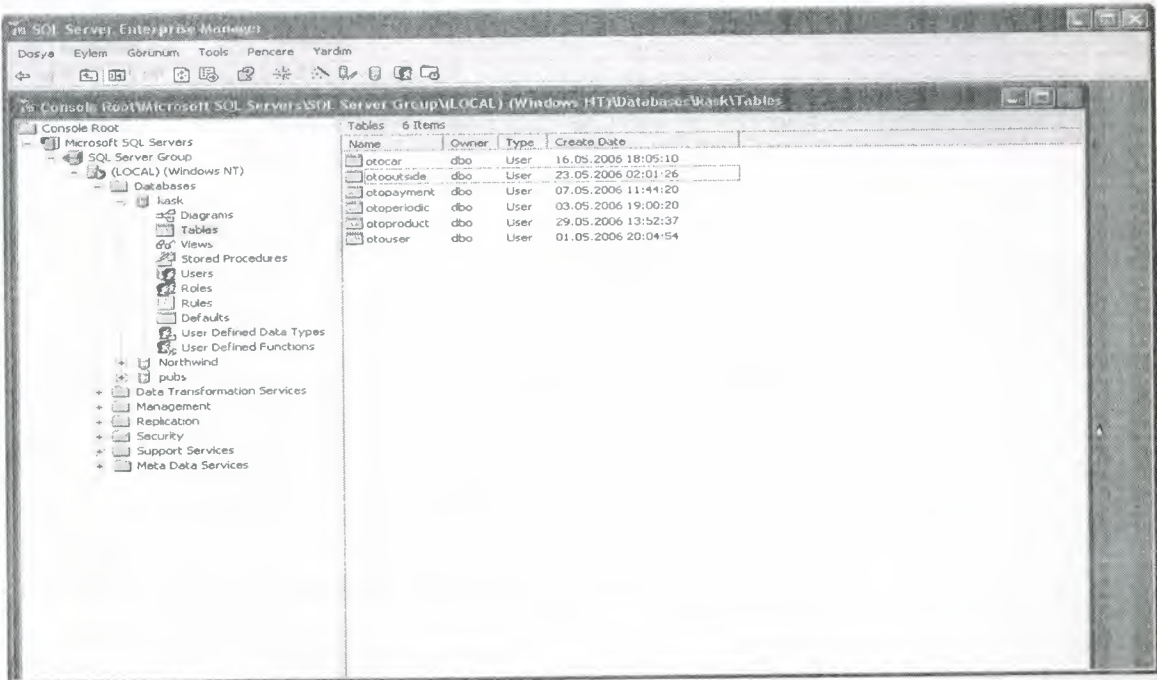 SQL Server Enterprise Manager
Dosya Eylem Görünüm Tools Pencere Yardım
Console Root\Microsoft SQL Servers\SQL Server Group\(LOCAL) (Windows NT)\Databases\kask\Tables
Console Root
Microsoft SQL Servers
SQL Server Group
(LOCAL) (Windows NT)
Databases
kask
Diagrams
Tables
Views
Stored Procedures
Users
Roles
Rules
Defaults
User Defined Data Types
User Defined Functions
Northwind
pubs
Data Transformation Services
Management
Replication
Security
Support Services
Meta Data Services
Tables 6 Items
Name Owner Type Create Date
otocar dbo User 16.05.2006 18:05:10
otooutside dbo User 23.05.2006 02:01:26
otopayment dbo User 07.05.2006 11:44:20
otoperiodic dbo User 03.05.2006 19:00:20
otoproduct dbo User 29.05.2006 13:52:37
otouser dbo User 01.05.2006 20:04:54